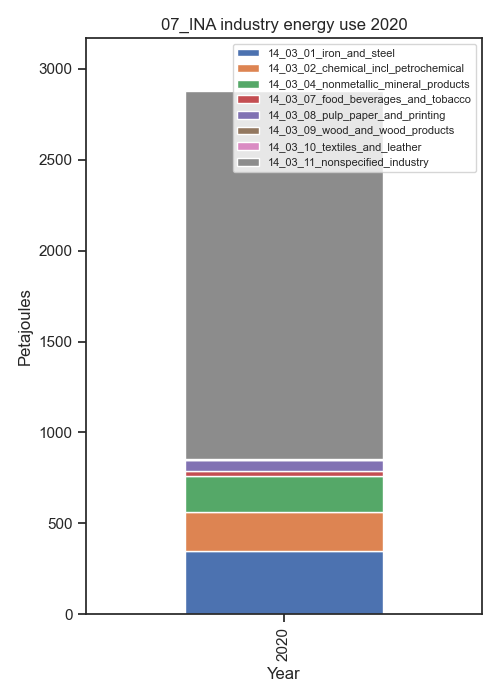 07_INA industry energy use 2020
14_03_01_iron_and_steel
14_03_02_chemical_incl_petrochemical
14_03_04_nonmetallic_mineral_products
14_03_07_food_beverages_and_tobacco
14_03_08_pulp_paper_and_printing
14_03_09_wood_and_wood_products
14_03_10_textiles_and_leather
14_03_11_nonspecified_industry
3000
2500
2000
1500
1000
500
0
Petajoules
2020
Year